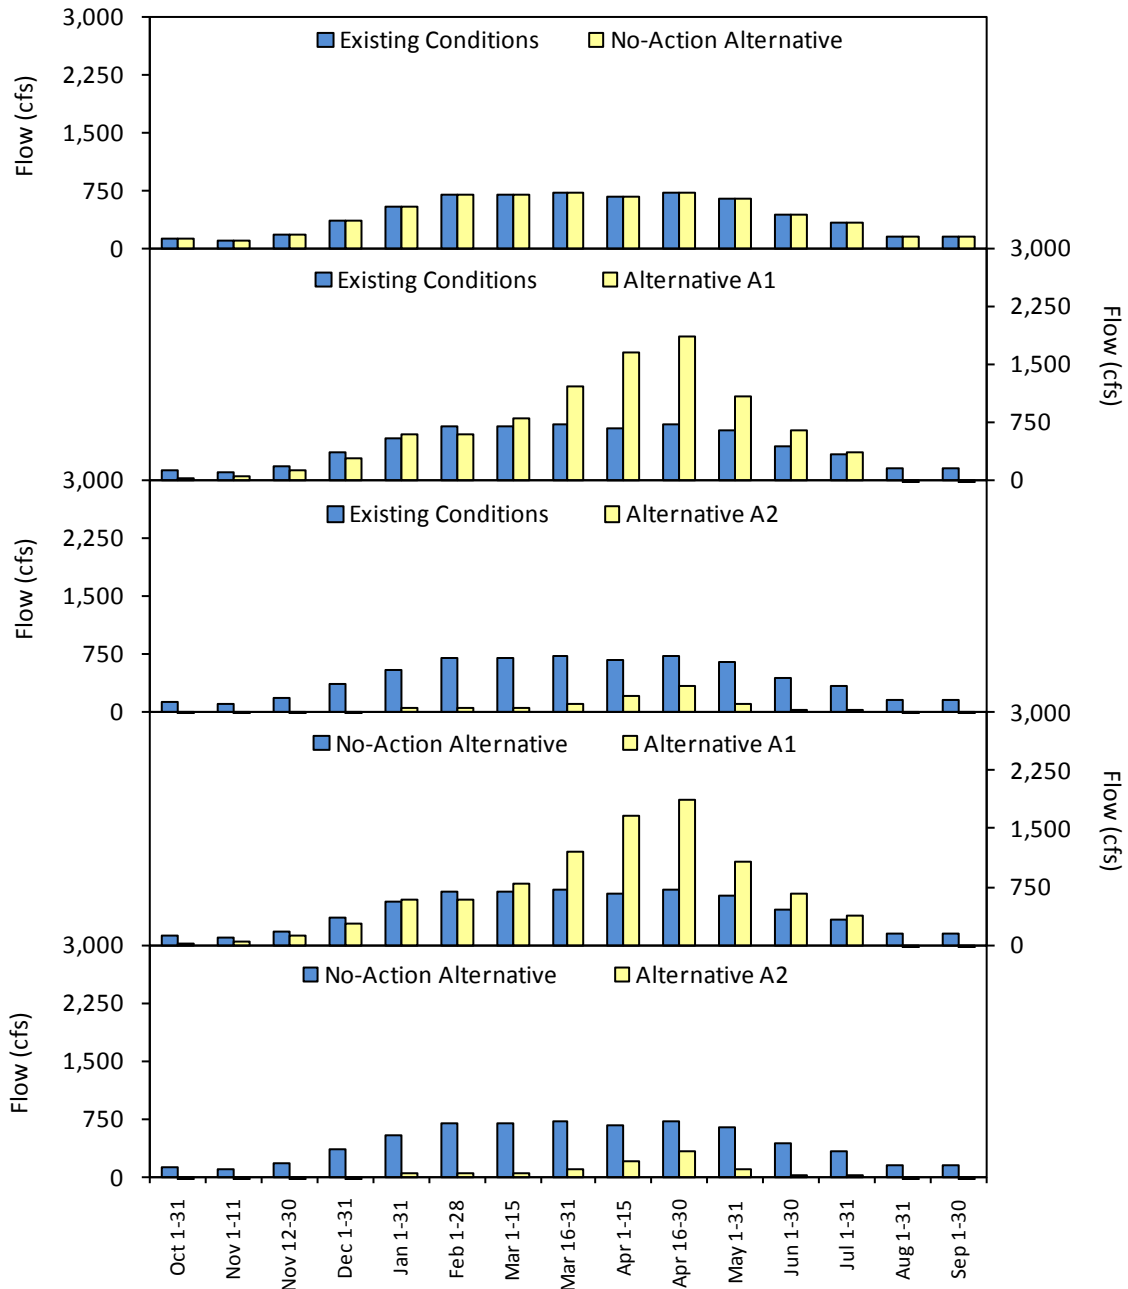 3,000
Existing Conditions No-Action Alternative
2,250
1,500
750
0
Flow (cfs)
3,000
Existing Conditions Alternative A1
2,250
1,500
750
0
Flow (cfs)
3,000
Existing Conditions Alternative A2
2,250
1,500
750
0
Flow (cfs)
3,000
No-Action Alternative Alternative A1
2,250
1,500
750
0
Flow (cfs)
3,000
No-Action Alternative Alternative A2
2,250
1,500
750
0
Flow (cfs)
Oct 1-31
Nov 1-11
Nov 12-30
Dec 1-31
Jan 1-31
Feb 1-28
Mar 1-15
Mar 16-31
Apr 1-15
Apr 16-30
May 1-31
Jun 1-30
Jul 1-31
Aug 1-31
Sep 1-30